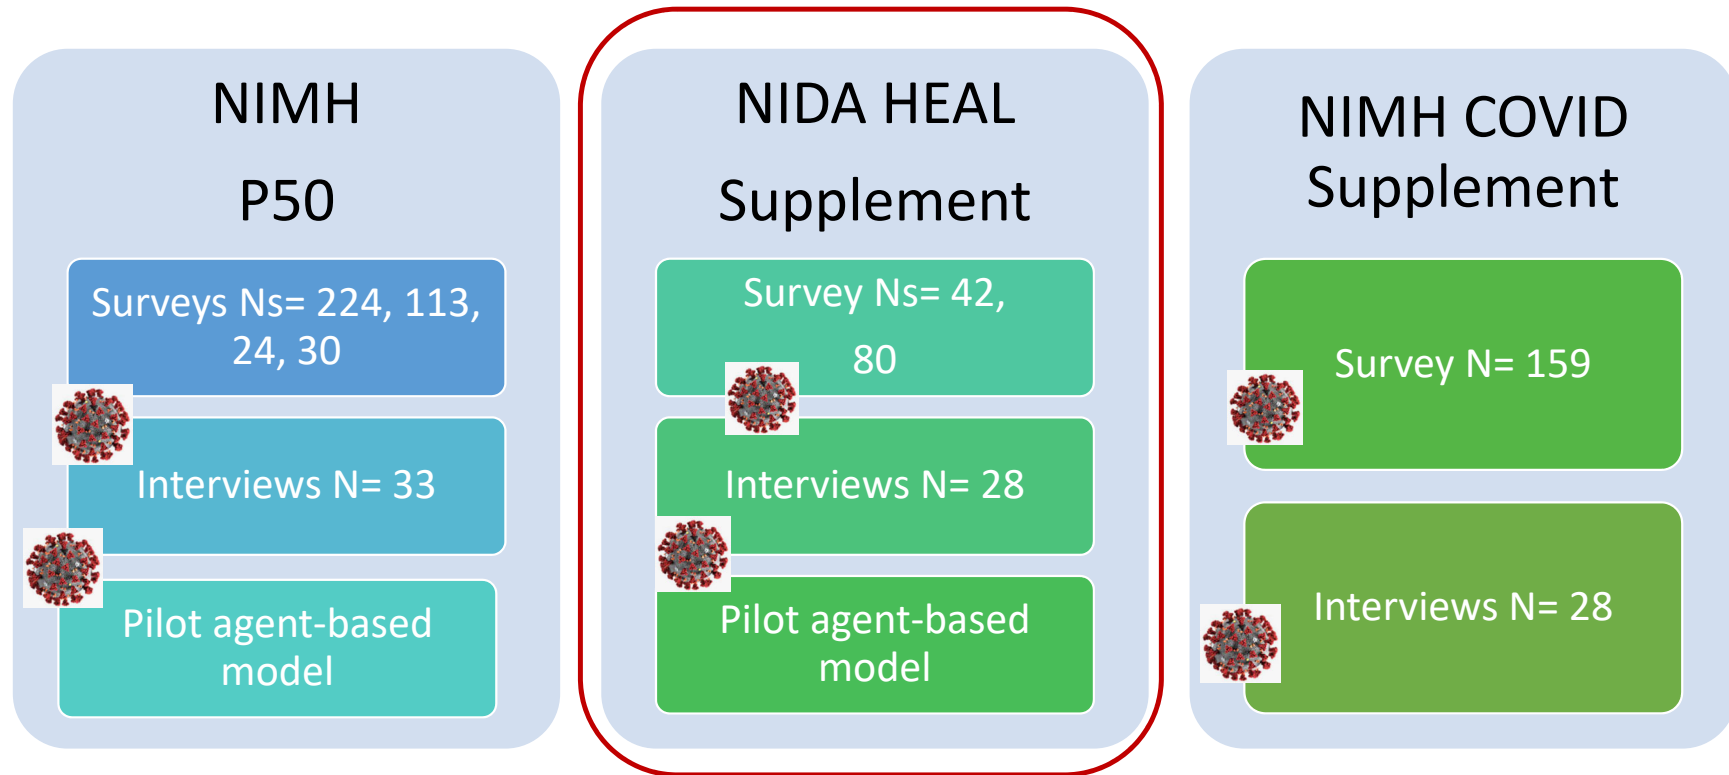 NIMH
P50
Surveys Ns= 224, 113,
24, 30
Interviews N= 33
Pilot agent-based
model
NIDA HEAL
Supplement
Survey Ns= 42,
80
Interviews N= 28
Pilot agent-based
model
NIMH COVID
Supplement
Survey N= 159
Interviews N= 28